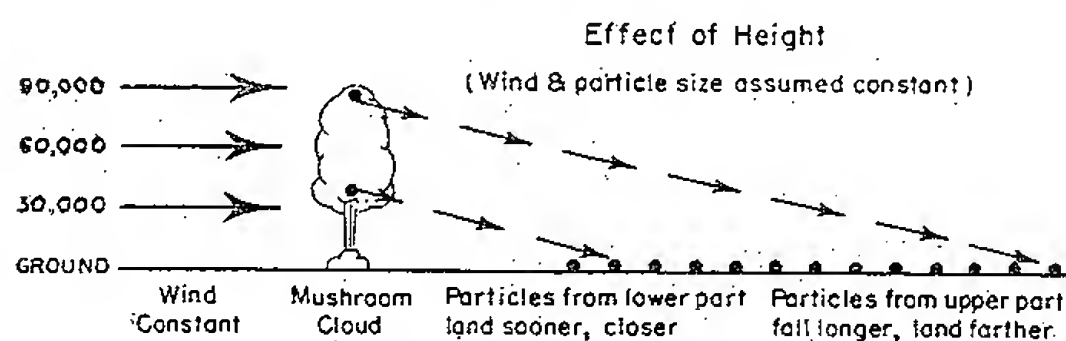 Effect of Height
(Wind & particle size assumed constant)
90,000
60,000
30,000
GROUND
Wind
Constant
Mushroom
Cloud
Particles from lower part
land sooner, closer
Particles from upper part
fall longer, land farther.